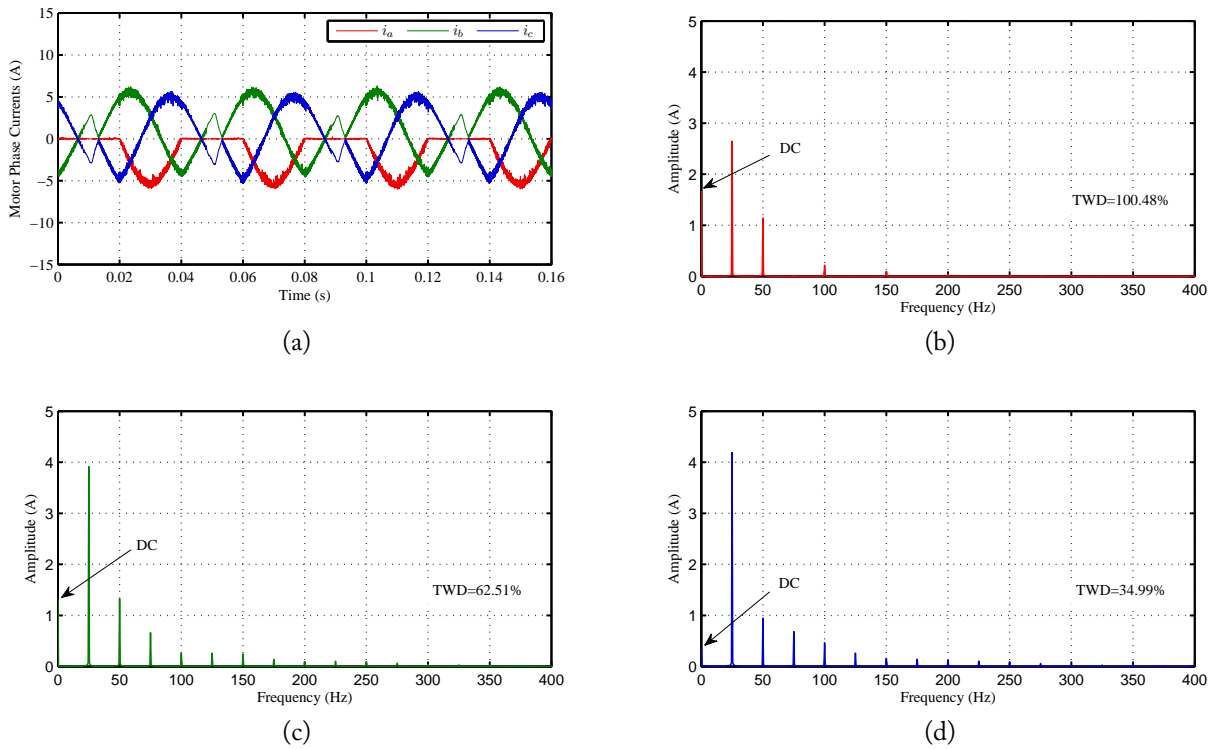 15
10
5
0
−5
−10
−15
Motor Phase Currents (A)
i_a i_b i_c
0 0.02 0.04 0.06 0.08 0.1 0.12 0.14 0.16
Time (s)
(a)
5
4
3
2
1
0
Amplitude (A)
DC
TWD=100.48%
0 50 100 150 200 250 300 350 400
Frequency (Hz)
(b)
5
4
3
2
1
0
Amplitude (A)
DC
TWD=62.51%
0 50 100 150 200 250 300 350 400
Frequency (Hz)
(c)
5
4
3
2
1
0
Amplitude (A)
DC
TWD=34.99%
0 50 100 150 200 250 300 350 400
Frequency (Hz)
(d)